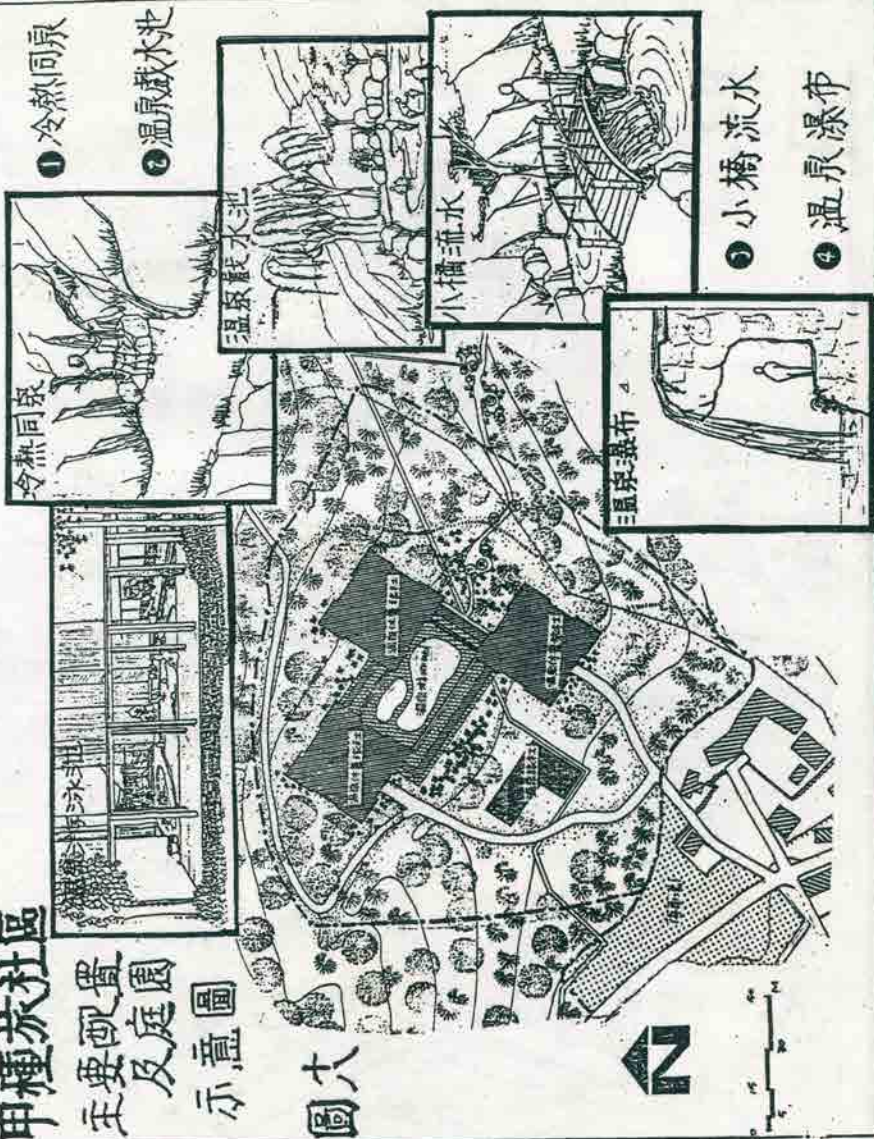 甲種旅社區
主要配置
及庭園
示意圖
圖六
溫泉游泳池
冷熱同泉
溫泉戲水池
小橋流水
溫泉瀑布
❶ 冷熱同泉
❷ 溫泉戲水池
❸ 小橋流水
❹ 溫泉瀑布
N
0
M